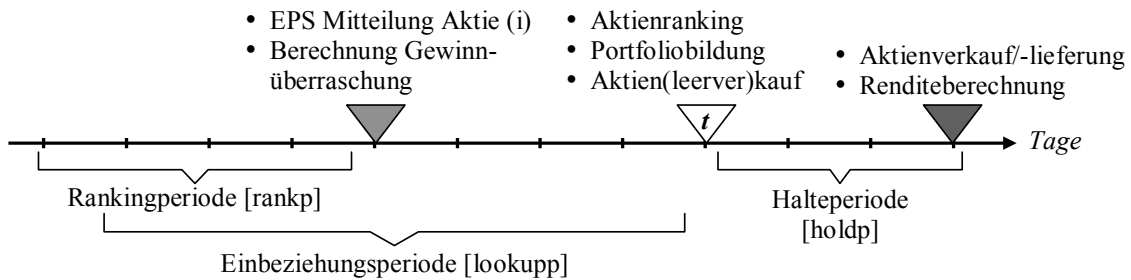 • EPS Mitteilung Aktie (i)
• Berechnung Gewinn-
überraschung
• Aktienranking
• Portfoliobildung
• Aktien(leerver)kauf
• Aktienverkauf/-lieferung
• Renditeberechnung
t
Tage
Rankingperiode [rankp]
Halteperiode
[holdp]
Einbeziehungsperiode [lookupp]